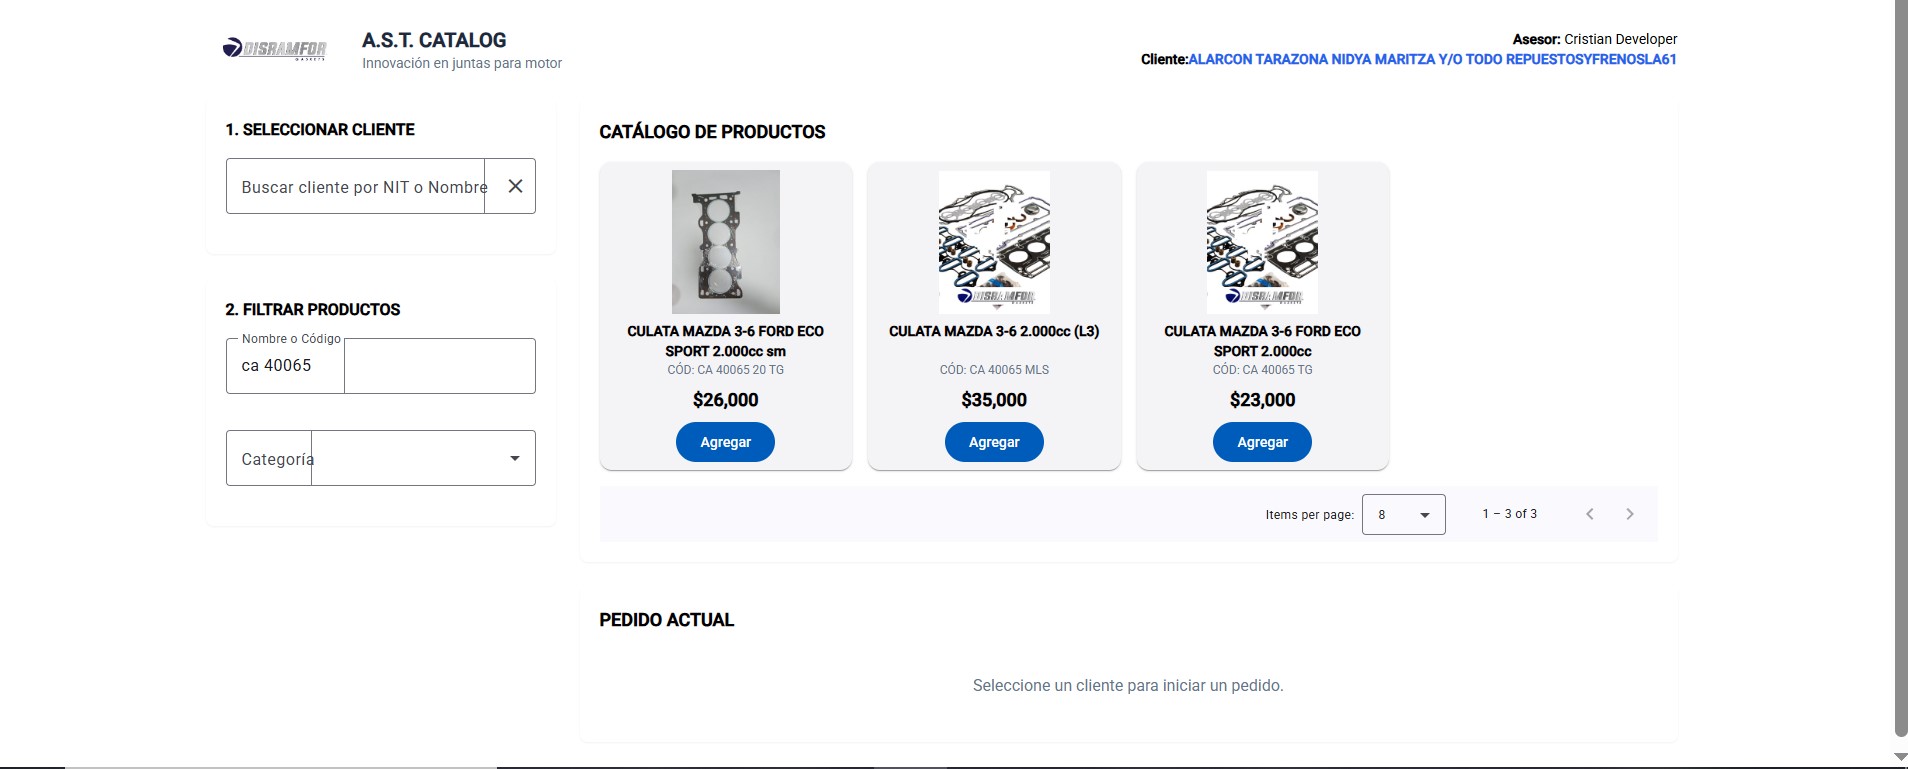 DISRAMFOR
GASKETS
A.S.T. CATALOG
Innovación en juntas para motor
Asesor: Cristian Developer
Cliente:ALARCON TARAZONA NIDYA MARITZA Y/O TODO REPUESTOSYFRENOSLA61
1. SELECCIONAR CLIENTE
Buscar cliente por NIT o Nombre
2. FILTRAR PRODUCTOS
Nombre o Código
ca 40065
Categoría
CATÁLOGO DE PRODUCTOS
CULATA MAZDA 3-6 FORD ECO
SPORT 2.000cc sm
CÓD: CA 40065 20 TG
$26,000
Agregar
DISRAMFOR
CULATA MAZDA 3-6 2.000cc (L3)
CÓD: CA 40065 MLS
$35,000
Agregar
DISRAMFOR
CULATA MAZDA 3-6 FORD ECO
SPORT 2.000cc
CÓD: CA 40065 TG
$23,000
Agregar
Items per page: 8 1 – 3 of 3
PEDIDO ACTUAL
Seleccione un cliente para iniciar un pedido.